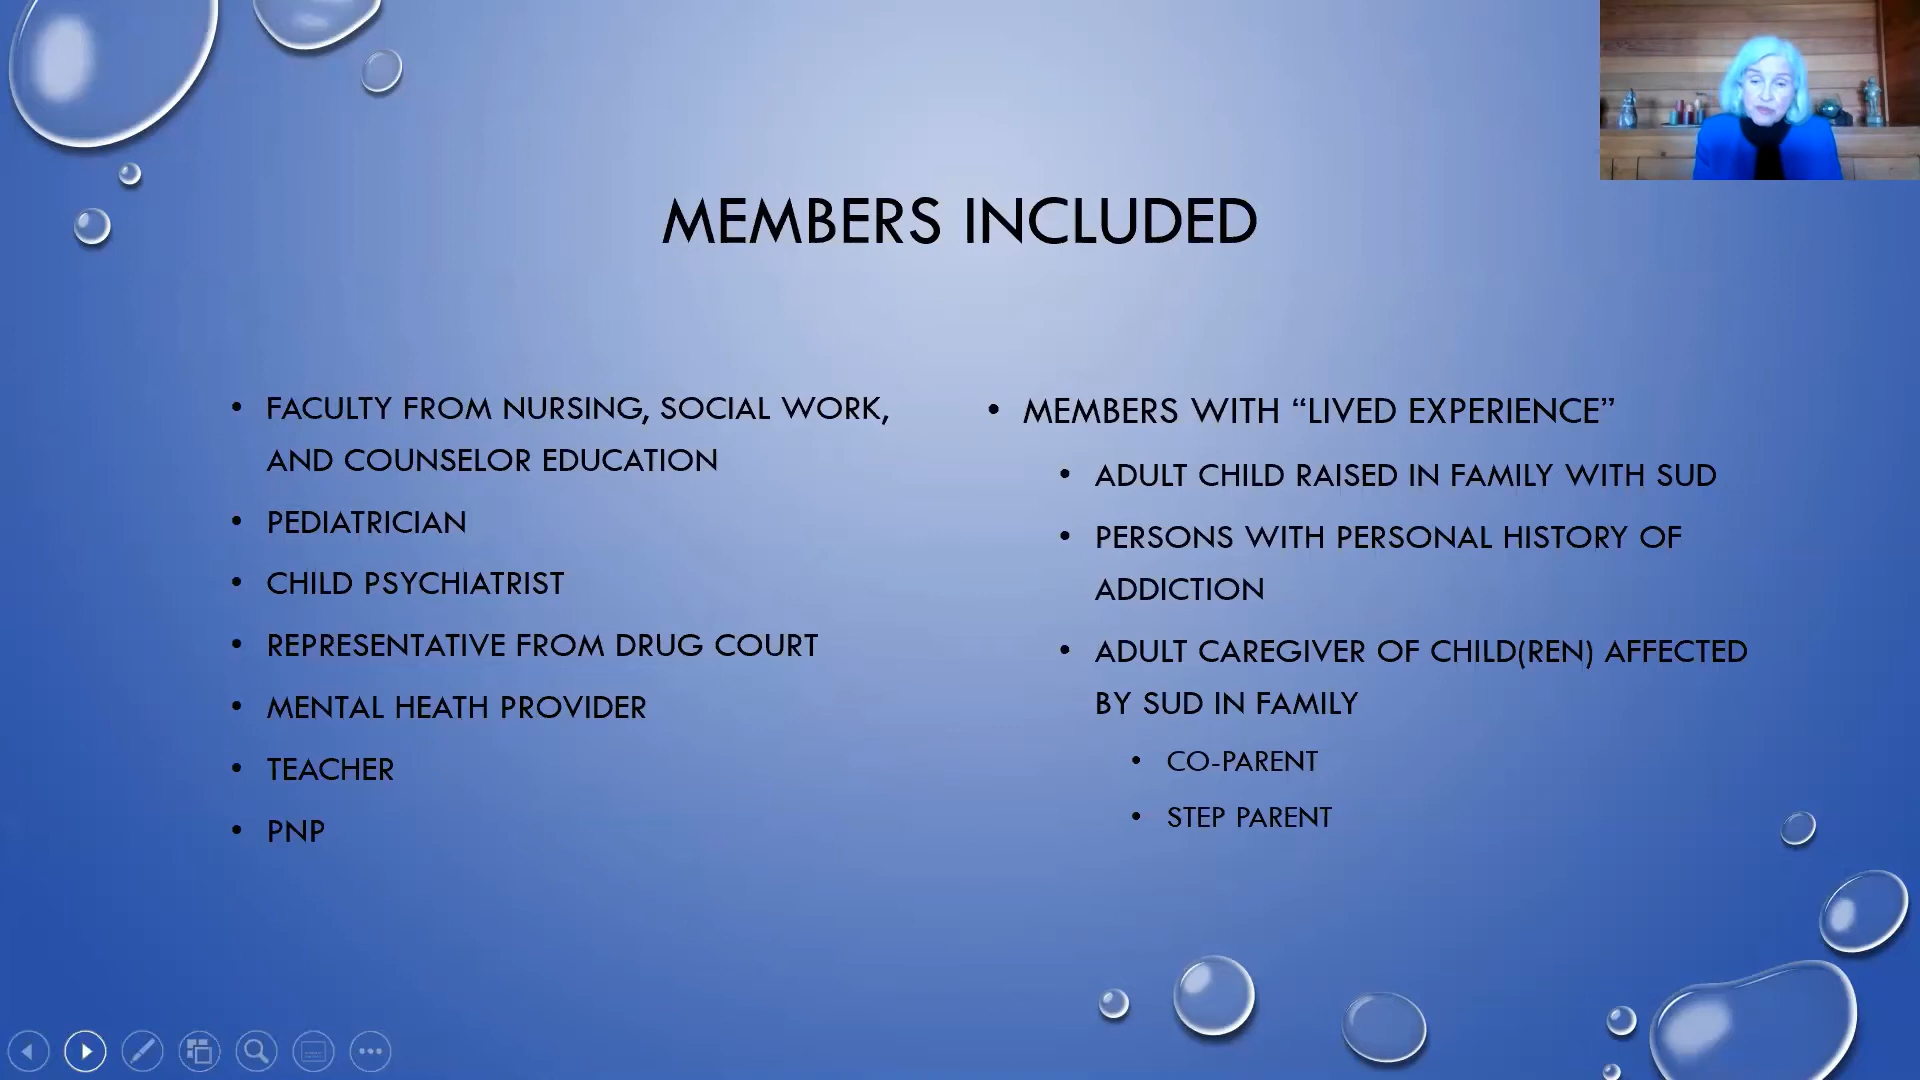 MEMBERS INCLUDED
• FACULTY FROM NURSING, SOCIAL WORK,
AND COUNSELOR EDUCATION
• PEDIATRICIAN
• CHILD PSYCHIATRIST
• REPRESENTATIVE FROM DRUG COURT
• MENTAL HEATH PROVIDER
• TEACHER
• PNP
• MEMBERS WITH “LIVED EXPERIENCE”
• ADULT CHILD RAISED IN FAMILY WITH SUD
• PERSONS WITH PERSONAL HISTORY OF
ADDICTION
• ADULT CAREGIVER OF CHILD(REN) AFFECTED
BY SUD IN FAMILY
• CO-PARENT
• STEP PARENT